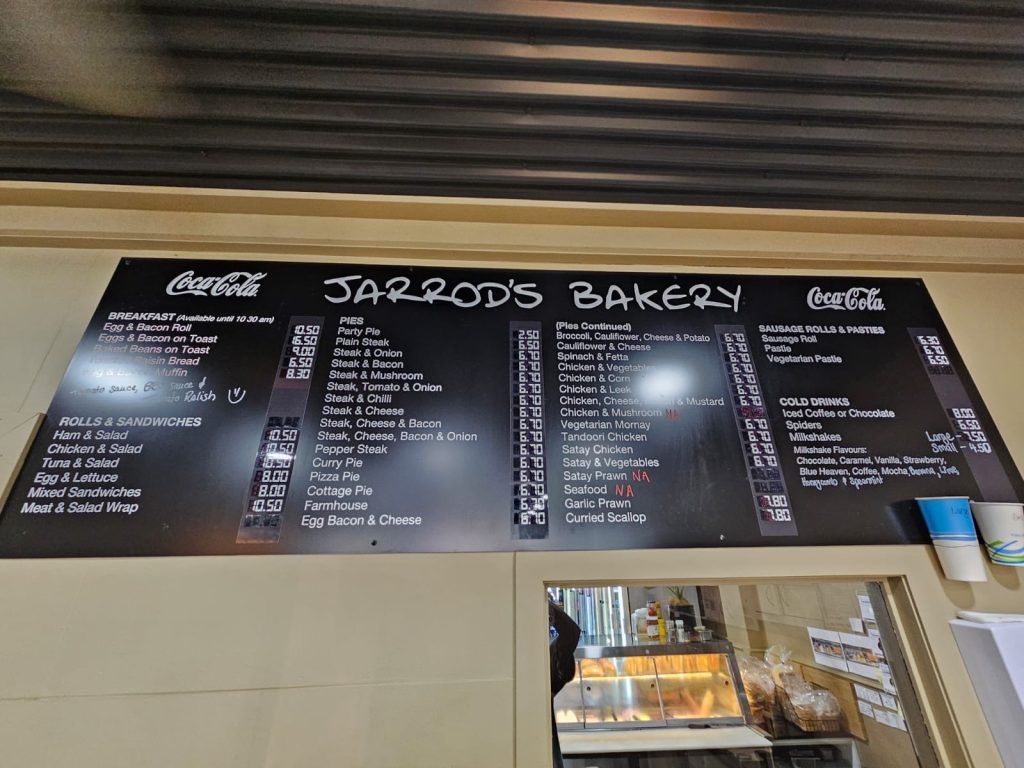 Coca-Cola
JARROD'S BAKERY
Coca-Cola
BREAKFAST (Available until 10 30 am)
Egg & Bacon Roll 10.50
Eggs & Bacon on Toast 16.50
Baked Beans on Toast 9.00
Raisin Bread 6.50
Muffin 8.30
Sauce, BBQ Sauce &
Relish
ROLLS & SANDWICHES
Ham & Salad 10.50
Chicken & Salad 10.50
Tuna & Salad 10.50
Egg & Lettuce 8.00
Mixed Sandwiches 8.00
Meat & Salad Wrap 10.50
PIES
Party Pie 2.50
Plain Steak 6.50
Steak & Onion 6.70
Steak & Bacon 6.70
Steak & Mushroom 6.70
Steak, Tomato & Onion 6.70
Steak & Chilli 6.70
Steak & Cheese 6.70
Steak, Cheese & Bacon 6.70
Steak, Cheese, Bacon & Onion 6.70
Pepper Steak 6.70
Curry Pie 6.70
Pizza Pie 6.70
Cottage Pie 6.70
Farmhouse 6.70
Egg Bacon & Cheese 6.70
(Pies Continued)
Broccoli, Cauliflower, Cheese & Potato 6.70
Cauliflower & Cheese 6.70
Spinach & Fetta 6.70
Chicken & Vegetables 6.70
Chicken & Corn 6.70
Chicken & Leek 6.70
Chicken, Cheese, & Mustard 6.70
Chicken & Mushroom NA
Vegetarian Mornay 6.70
Tandoori Chicken 6.70
Satay Chicken 6.70
Satay & Vegetables 6.70
Satay Prawn NA
Seafood NA
Garlic Prawn 7.80
Curried Scallop 7.80
SAUSAGE ROLLS & PASTIES
Sausage Roll 6.30
Pastie 6.70
Vegetarian Pastie 6.50
COLD DRINKS
Iced Coffee or Chocolate 8.00
Spiders 6.50
Milkshakes Large - 7.50
Milkshake Flavours: Small - 4.50
Chocolate, Caramel, Vanilla, Strawberry,
Blue Heaven, Coffee, Mocha, Banana, Lime,
Honeycomb & Spearmint